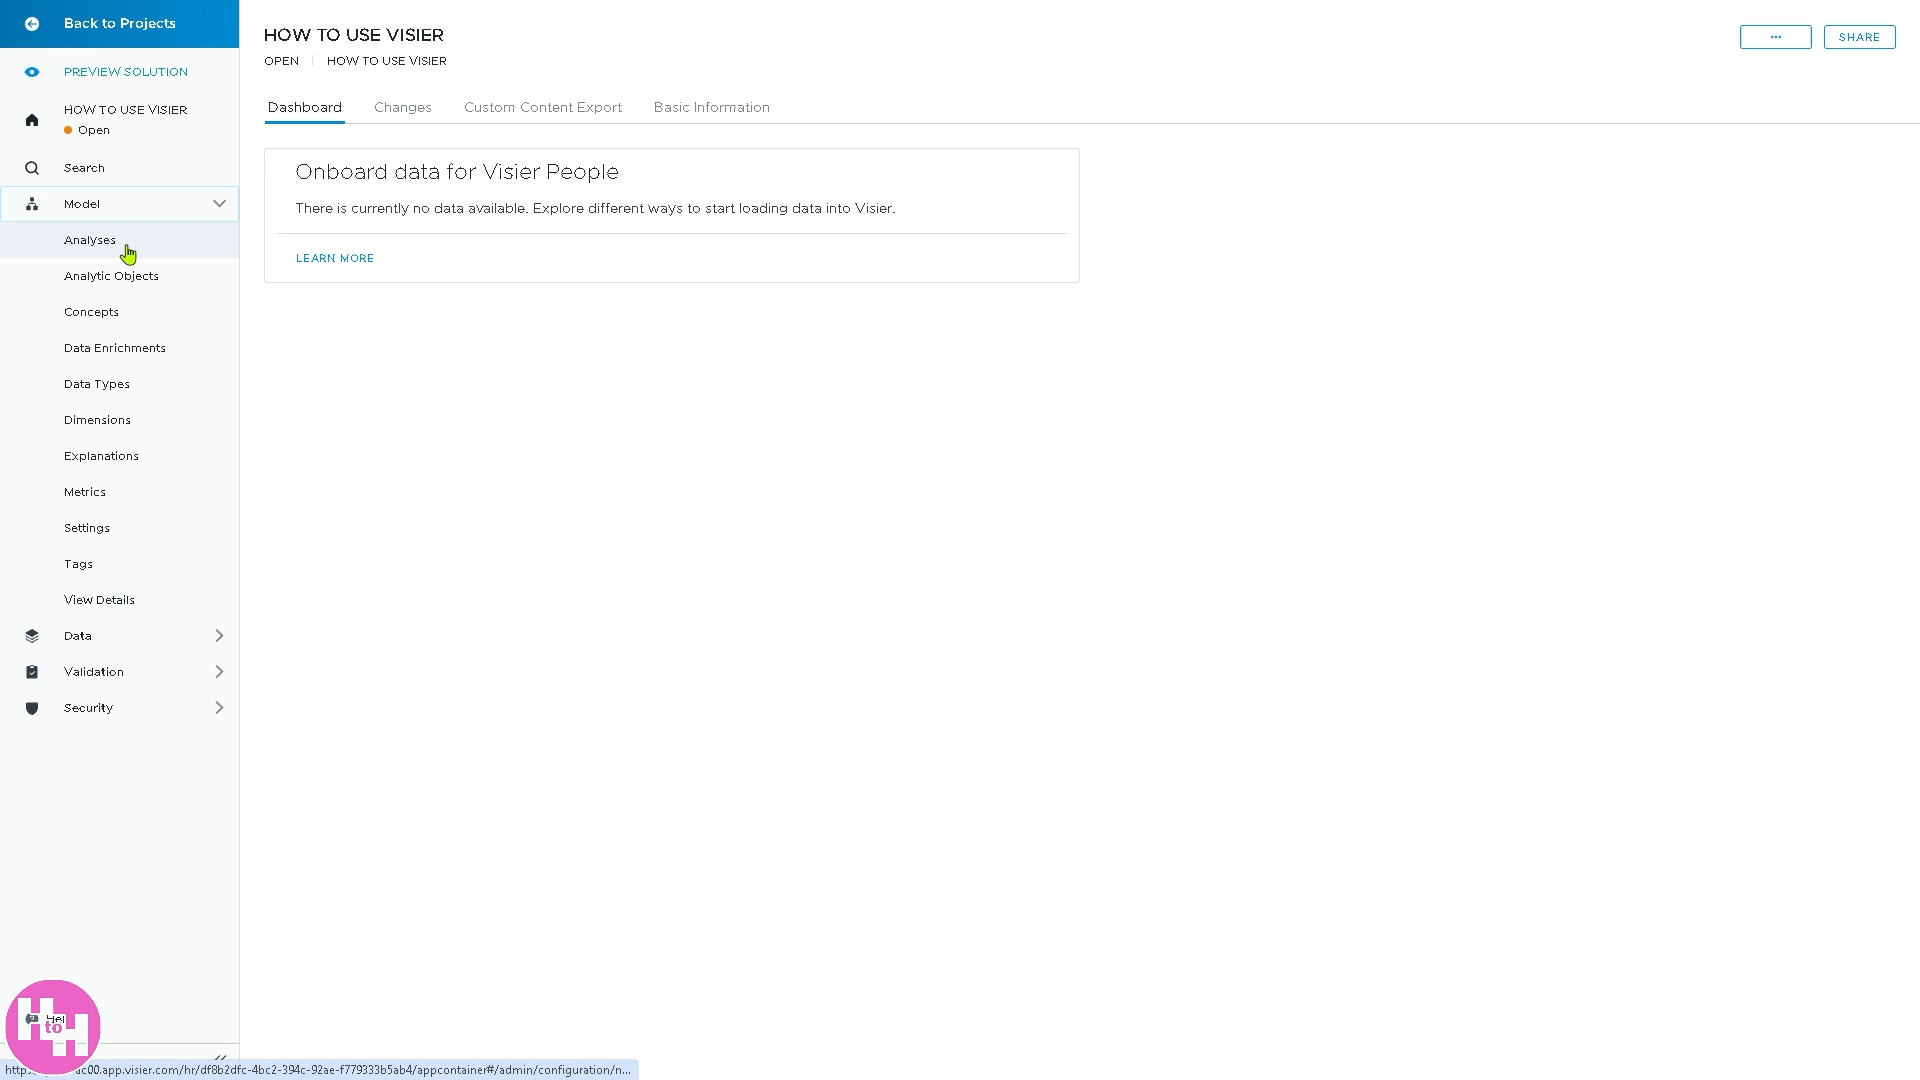 Back to Projects
PREVIEW SOLUTION
HOW TO USE VISIER
Open
Search
Model
Analyses
Analytic Objects
Concepts
Data Enrichments
Data Types
Dimensions
Explanations
Metrics
Settings
Tags
View Details
Data
Validation
Security
HOW TO USE VISIER
OPEN
HOW TO USE VISIER
...
SHARE
Dashboard
Changes
Custom Content Export
Basic Information
Onboard data for Visier People
There is currently no data available. Explore different ways to start loading data into Visier.
LEARN MORE
H to H
ac00.app.visier.com/hr/df8b2dfc-4bc2-394c-92ae-f779333b5ab4/appcontainer#/admin/configuration/n...